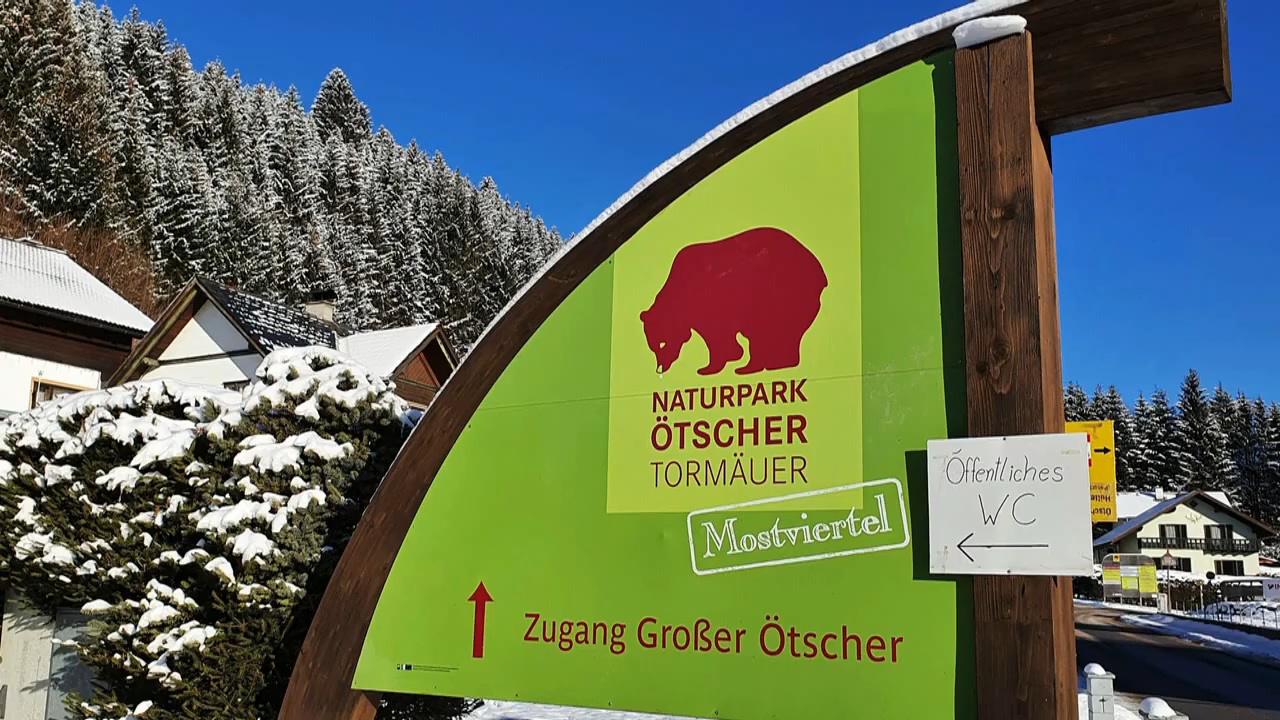 NATURPARK
ÖTSCHER
TORMÄUER
Mostviertel
Zugang Großer Ötscher
Öffentliches
WC